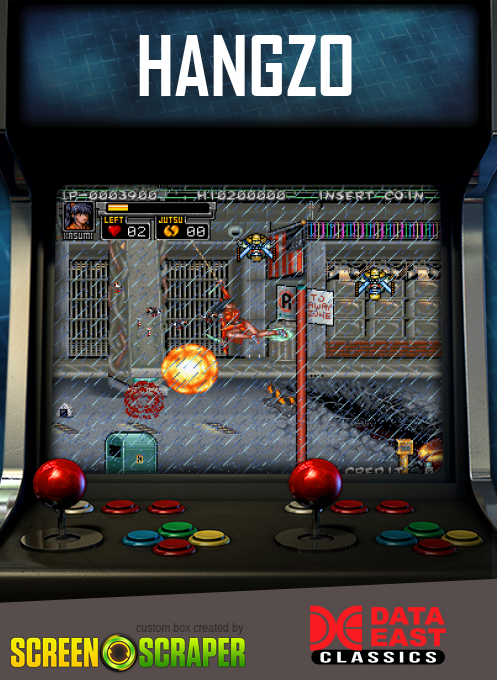 HANGZO
1P-0003900 HI0200000 INSERT COIN
LEFT JUTSU
02 00
KASUMI
R
TO
AWAY
ZONE
N
CREDIT 0
custom box created by
SCREEN SCRAPER
DATA
EAST
CLASSICS